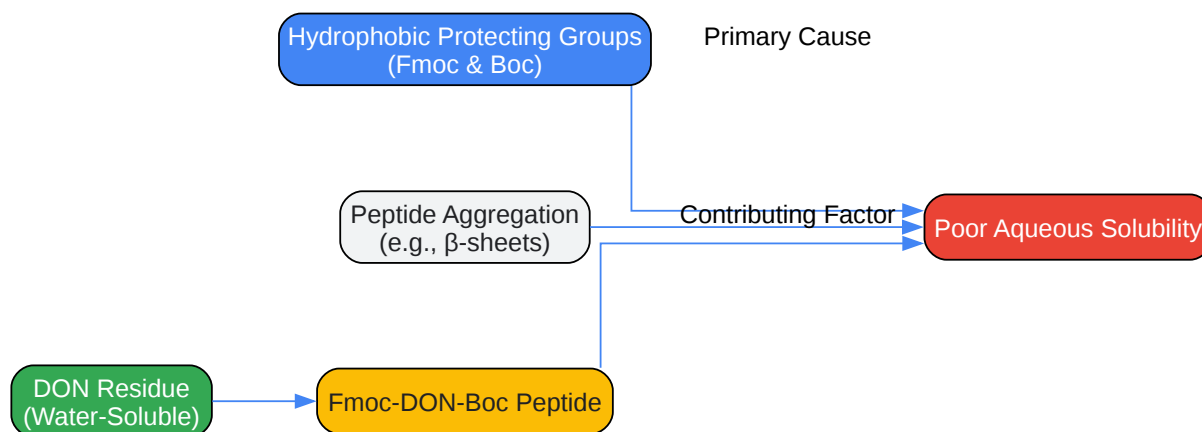 Hydrophobic Protecting Groups
(Fmoc & Boc)
Primary Cause
Peptide Aggregation
(e.g., β-sheets)
Contributing Factor
Poor Aqueous Solubility
DON Residue
(Water-Soluble)
Fmoc-DON-Boc Peptide